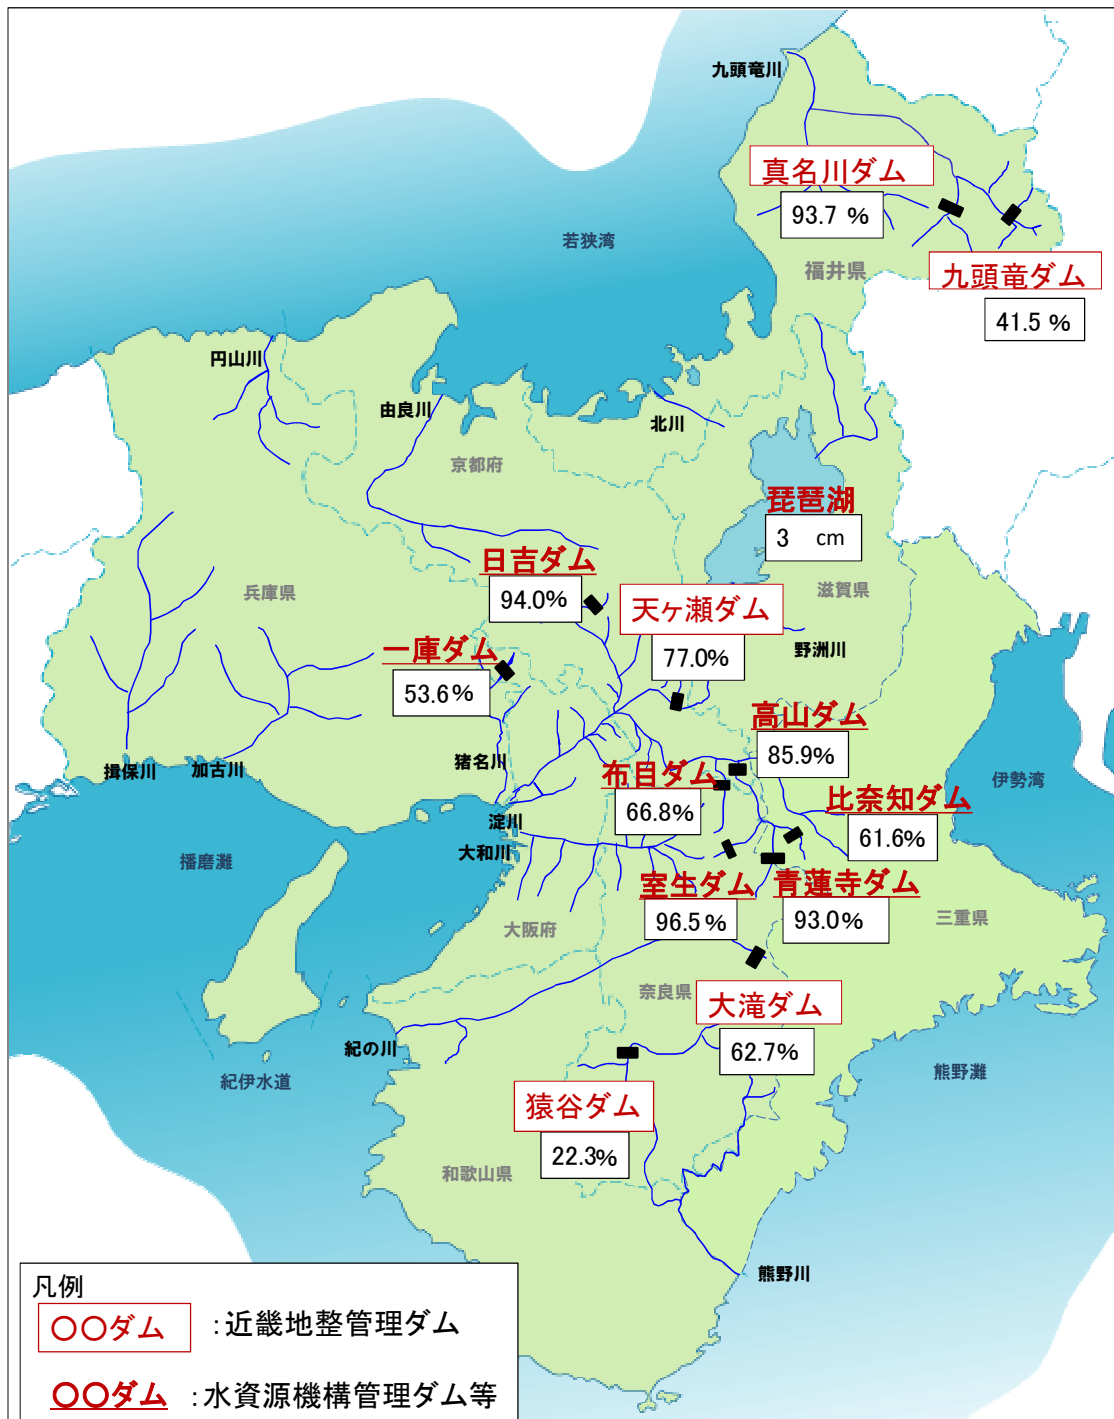 九頭竜川
真名川ダム
93.7 %
若狭湾
福井県
九頭竜ダム
41.5 %
円山川
由良川
北川
京都府
琵琶湖
3 cm
日吉ダム
94.0%
兵庫県
天ヶ瀬ダム
77.0%
滋賀県
野洲川
一庫ダム
53.6%
高山ダム
85.9%
揖保川
加古川
猪名川
布目ダム
66.8%
比奈知ダム
61.6%
伊勢湾
淀川
大和川
播磨灘
室生ダム
96.5%
青蓮寺ダム
93.0%
大阪府
三重県
奈良県
大滝ダム
62.7%
紀の川
紀伊水道
熊野灘
猿谷ダム
22.3%
和歌山県
熊野川
凡例
〇〇ダム :近畿地整管理ダム
〇〇ダム :水資源機構管理ダム等